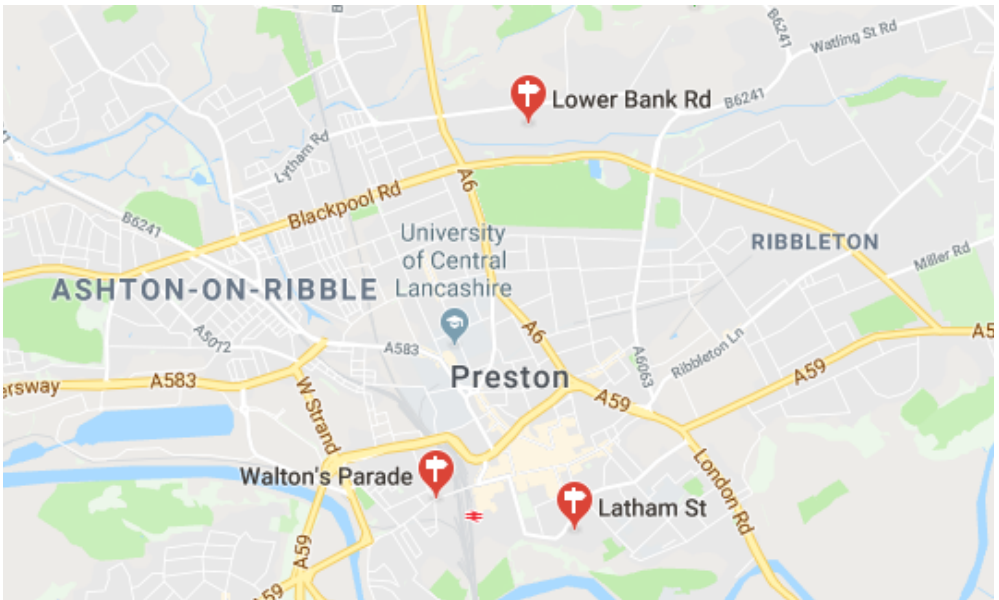 B6241
Watling St Rd
Lower Bank Rd
B6241
Lytham Rd
A6
Blackpool Rd
B6241
University
of Central
Lancashire
RIBBLETON
Miller Rd
ASHTON-ON-RIBBLE
A5072
A583
A6
A6063
Ribbleton Ln
A5
ersway
A583
Preston
A59
A59
W Strand
Walton's Parade
London Rd
Latham St
A59
A59